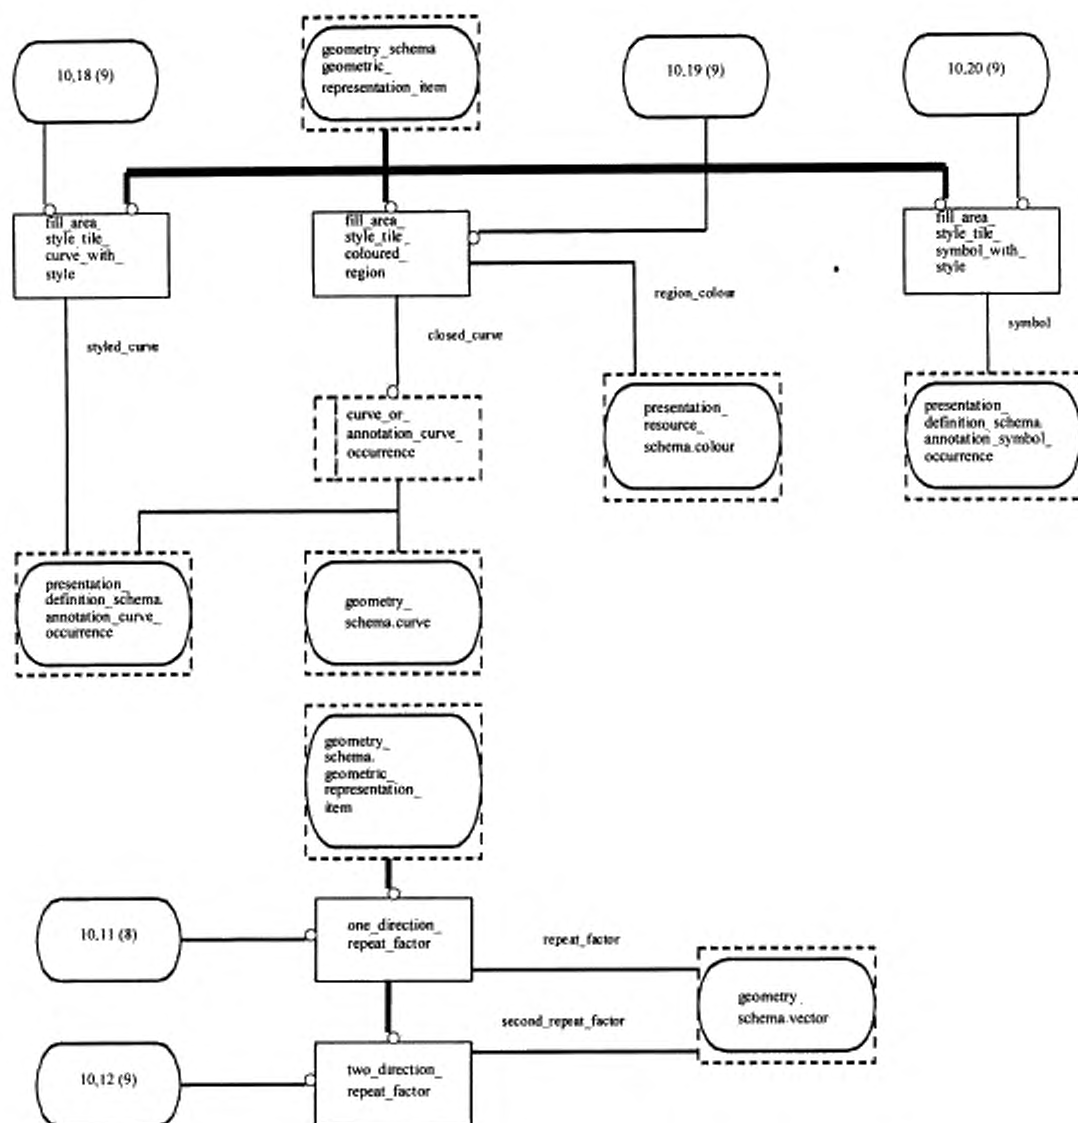 10,18 (9)
geometry_schema
geometric_
representation_item
10,19 (9)
10,20 (9)
fill_area_
style_tile_
curve_with_
style
fill_area_
style_tile_
coloured_
region
fill_area_
style_tile_
symbol_with_
style
region_colour
styled_curve
closed_curve
symbol
curve_or_
annotation_curve_
occurrence
presentation_
resource_
schema.colour
presentation_
definition_schema.
annotation_symbol_
occurrence
presentation_
definition_schema.
annotation_curve_
occurrence
geometry_
schema.curve
geometry_
schema.
geometric_
representation_
item
10,11 (8)
one_direction_
repeat_factor
repeat_factor
geometry_
schema.vector
second_repeat_factor
10,12 (9)
two_direction_
repeat_factor